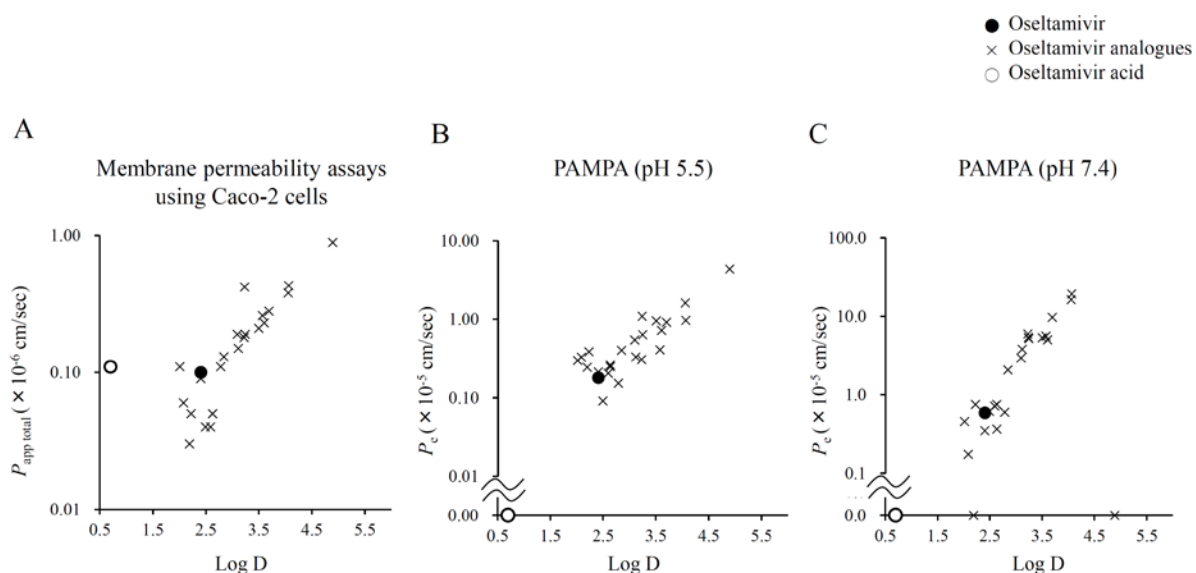 Oseltamivir
Oseltamivir analogues
Oseltamivir acid
A
Membrane permeability assays
using Caco-2 cells
P app total ( × 10-6 cm/sec)
1.00
0.10
0.01
0.5 1.5 2.5 3.5 4.5 5.5
Log D
B
PAMPA (pH 5.5)
Pe ( × 10-5 cm/sec)
10.00
1.00
0.10
0.01
0.00
0.5 1.5 2.5 3.5 4.5 5.5
Log D
C
PAMPA (pH 7.4)
Pe ( × 10-5 cm/sec)
100.0
10.0
1.0
0.1
0.0
0.5 1.5 2.5 3.5 4.5 5.5
Log D